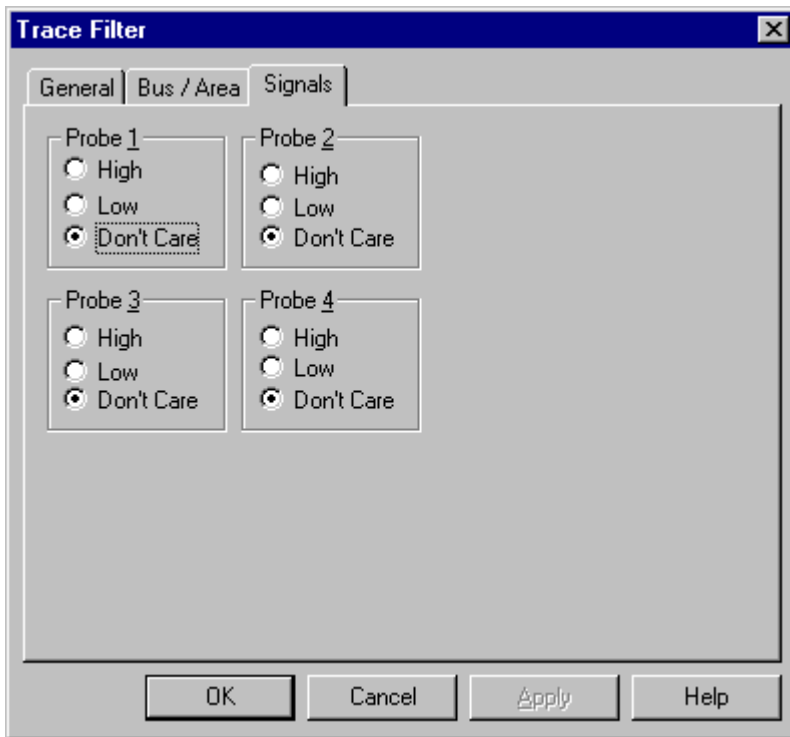 Trace Filter
General
Bus / Area
Signals
Probe 1
High
Low
Don't Care
Probe 2
High
Low
Don't Care
Probe 3
High
Low
Don't Care
Probe 4
High
Low
Don't Care
OK
Cancel
Apply
Help